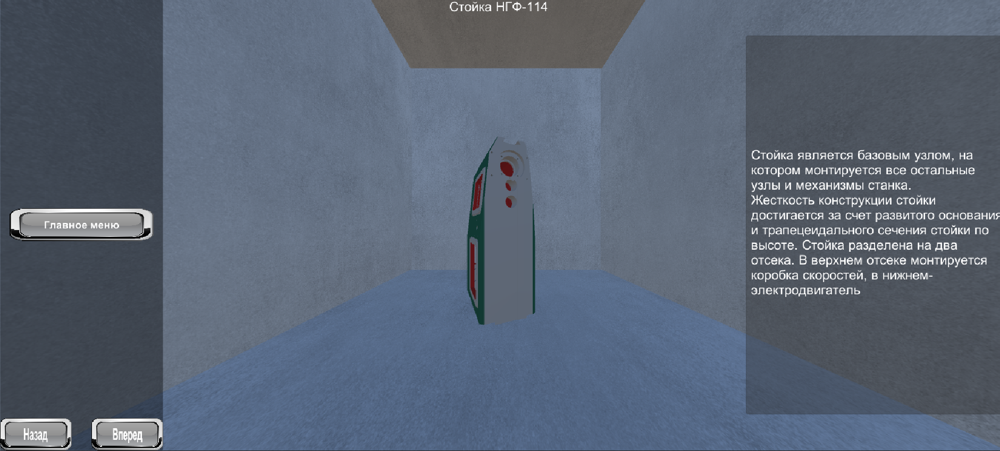 Стойка НГФ-114
Стойка является базовым узлом, на
котором монтируется все остальные
узлы и механизмы станка.
Жесткость конструкции стойки
достигается за счет развитого основания
и трапецеидального сечения стойки по
высоте. Стойка разделена на два
отсека. В верхнем отсеке монтируется
коробка скоростей, в нижнем-
электродвигатель
Главное меню
Назад
Вперед